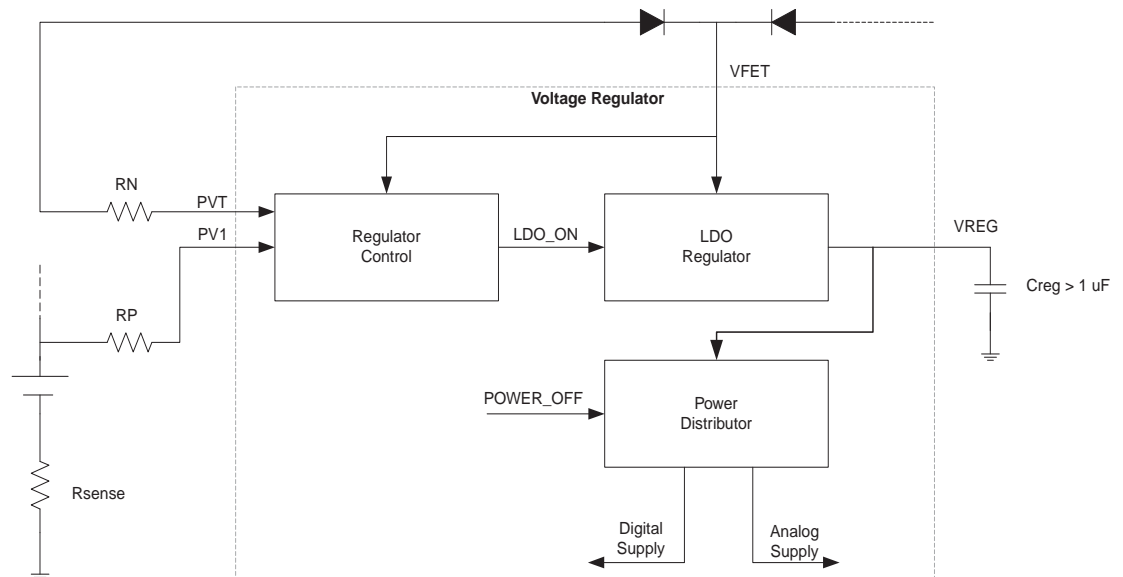 VFET
Voltage Regulator
RN
PVT
PV1
Regulator
Control
LDO_ON
LDO
Regulator
VREG
Creg > 1 uF
RP
POWER_OFF
Power
Distributor
Rsense
Digital
Supply
Analog
Supply